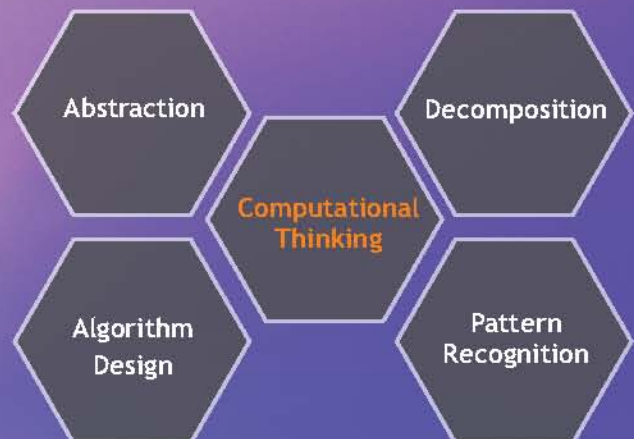 Abstraction
Decomposition
Computational
Thinking
Algorithm
Design
Pattern
Recognition